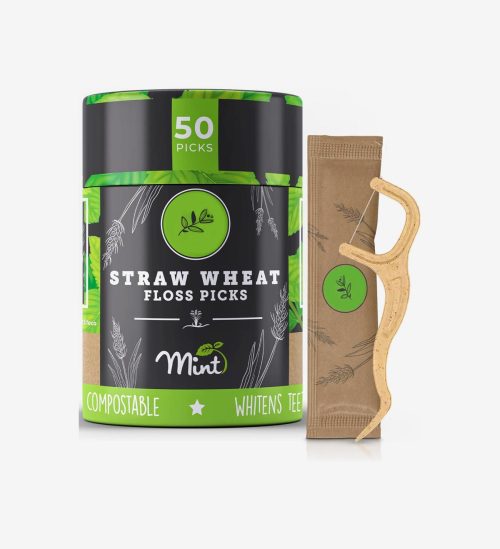 50
PICKS
STRAW WHEAT
FLOSS PICKS
Mint
COMPOSTABLE ★ WHITENS TEE